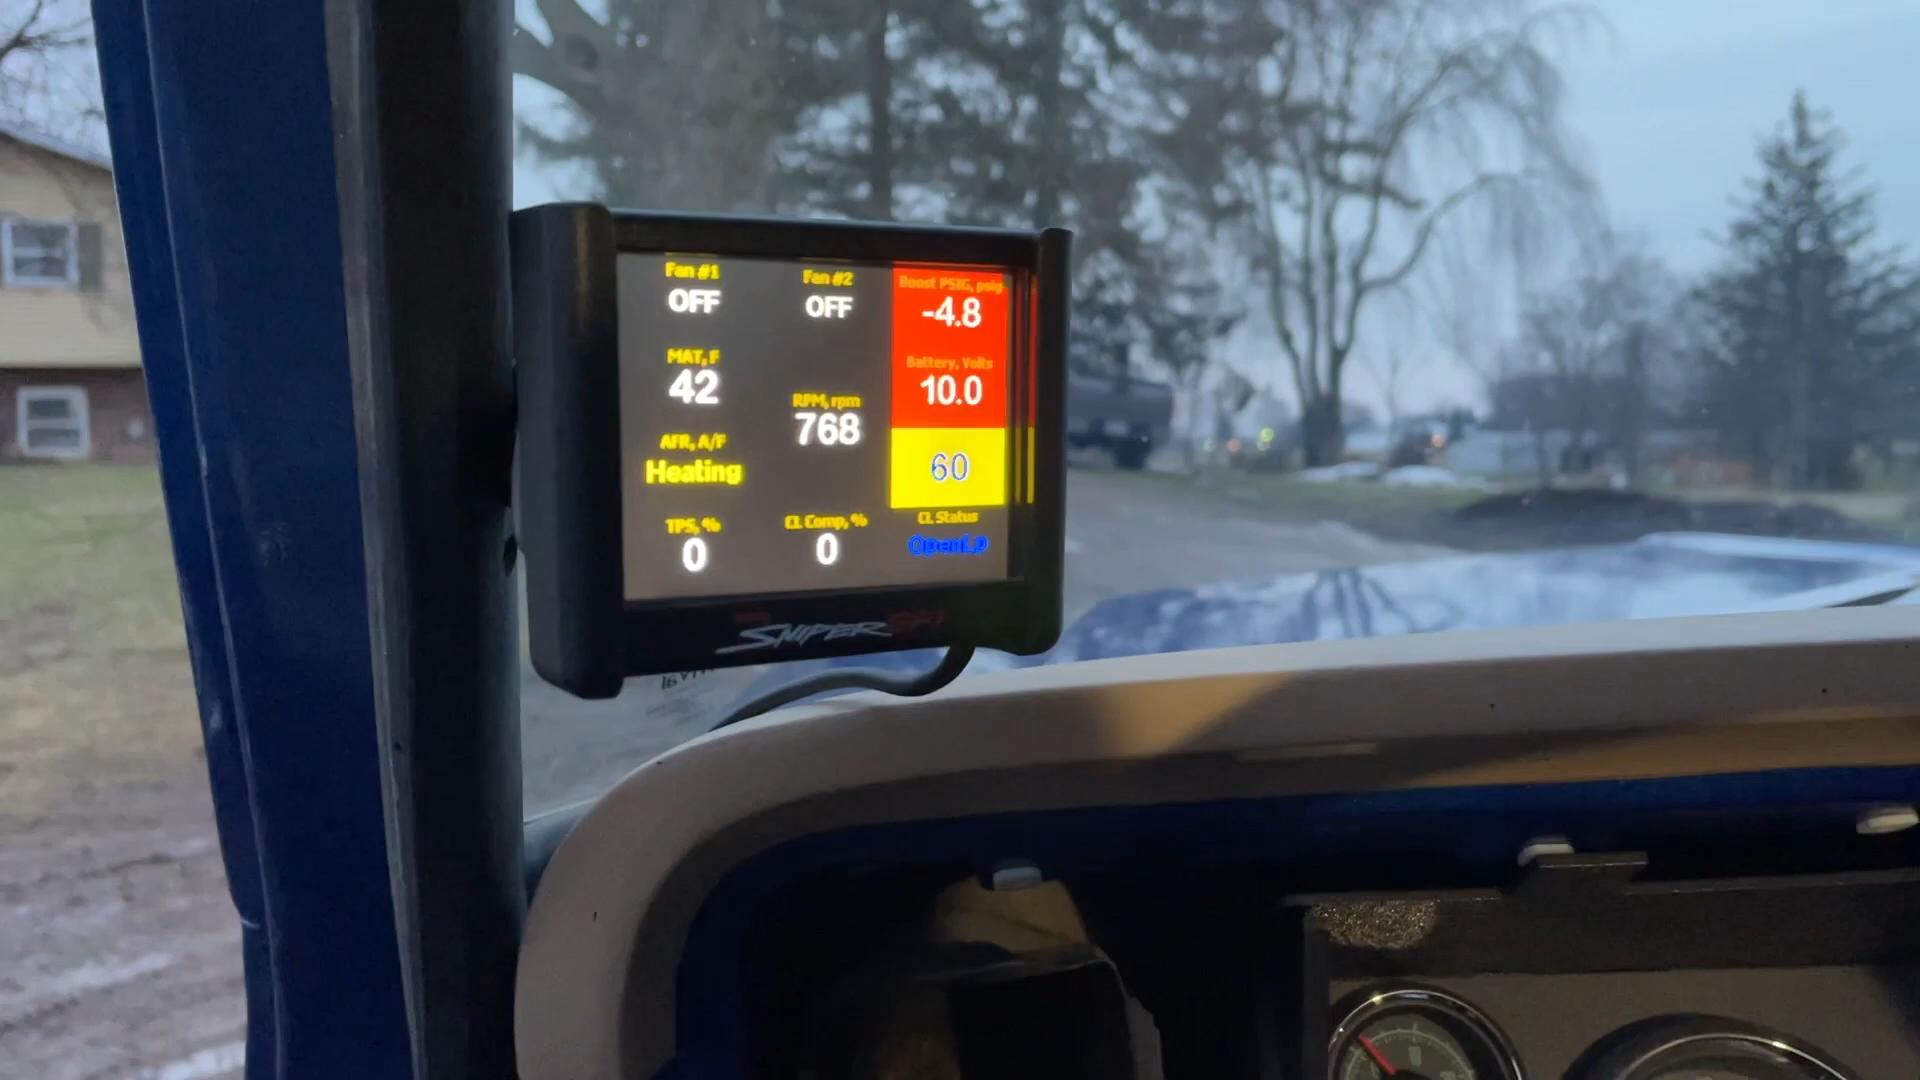 Fan #1
OFF
Fan #2
OFF
Boost PSIG, psig
-4.8
MAT, F
42
RPM, rpm
768
Battery, Volts
10.0
AFR, A/F
Heating
60
TPS, %
0
CL Comp, %
0
CL Status
OpenLp
SNIPER EFI